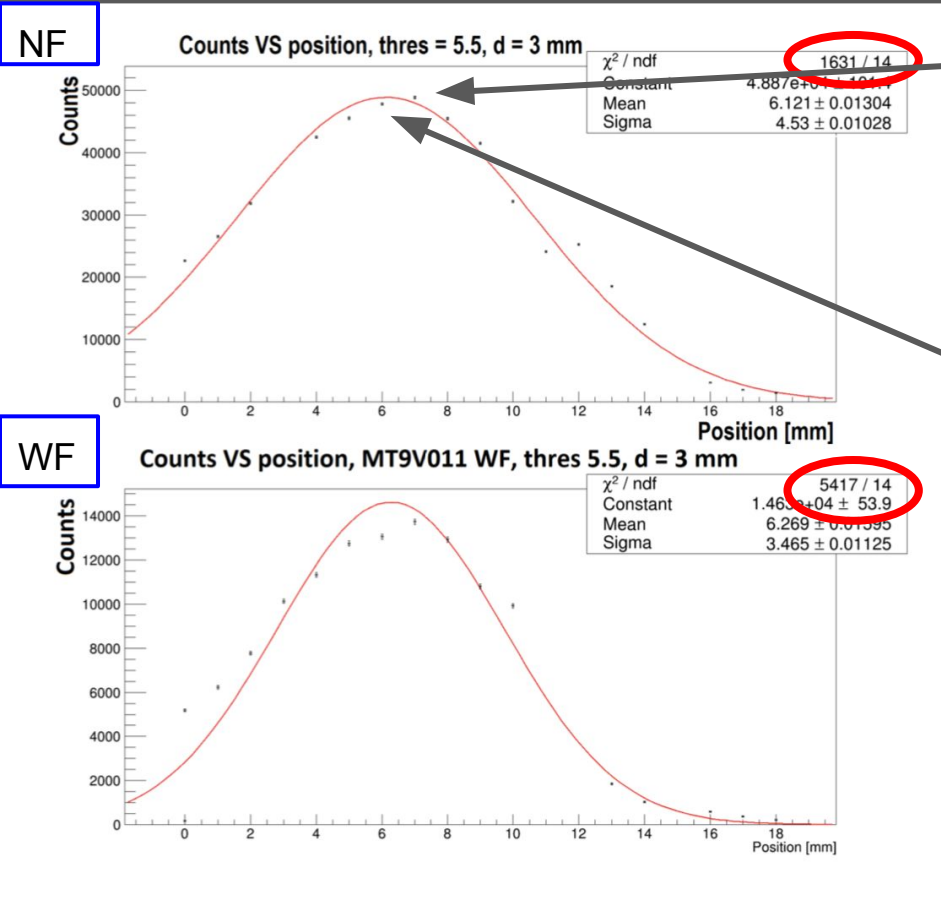 NF
Counts VS position, thres = 5.5, d = 3 mm
χ² / ndf 1631 / 14
Constant
Mean 6.121 ± 0.01304
Sigma 4.53 ± 0.01028
Counts
50000
40000
30000
20000
10000
0
0 2 4 6 8 10 12 14 16 18
Position [mm]
WF
Counts VS position, MT9V011 WF, thres 5.5, d = 3 mm
χ² / ndf 5417 / 14
Constant ± 53.9
Mean 6.269 ± 0.01395
Sigma 3.465 ± 0.01125
Counts
14000
12000
10000
8000
6000
4000
2000
0
0 2 4 6 8 10 12 14 16 18
Position [mm]